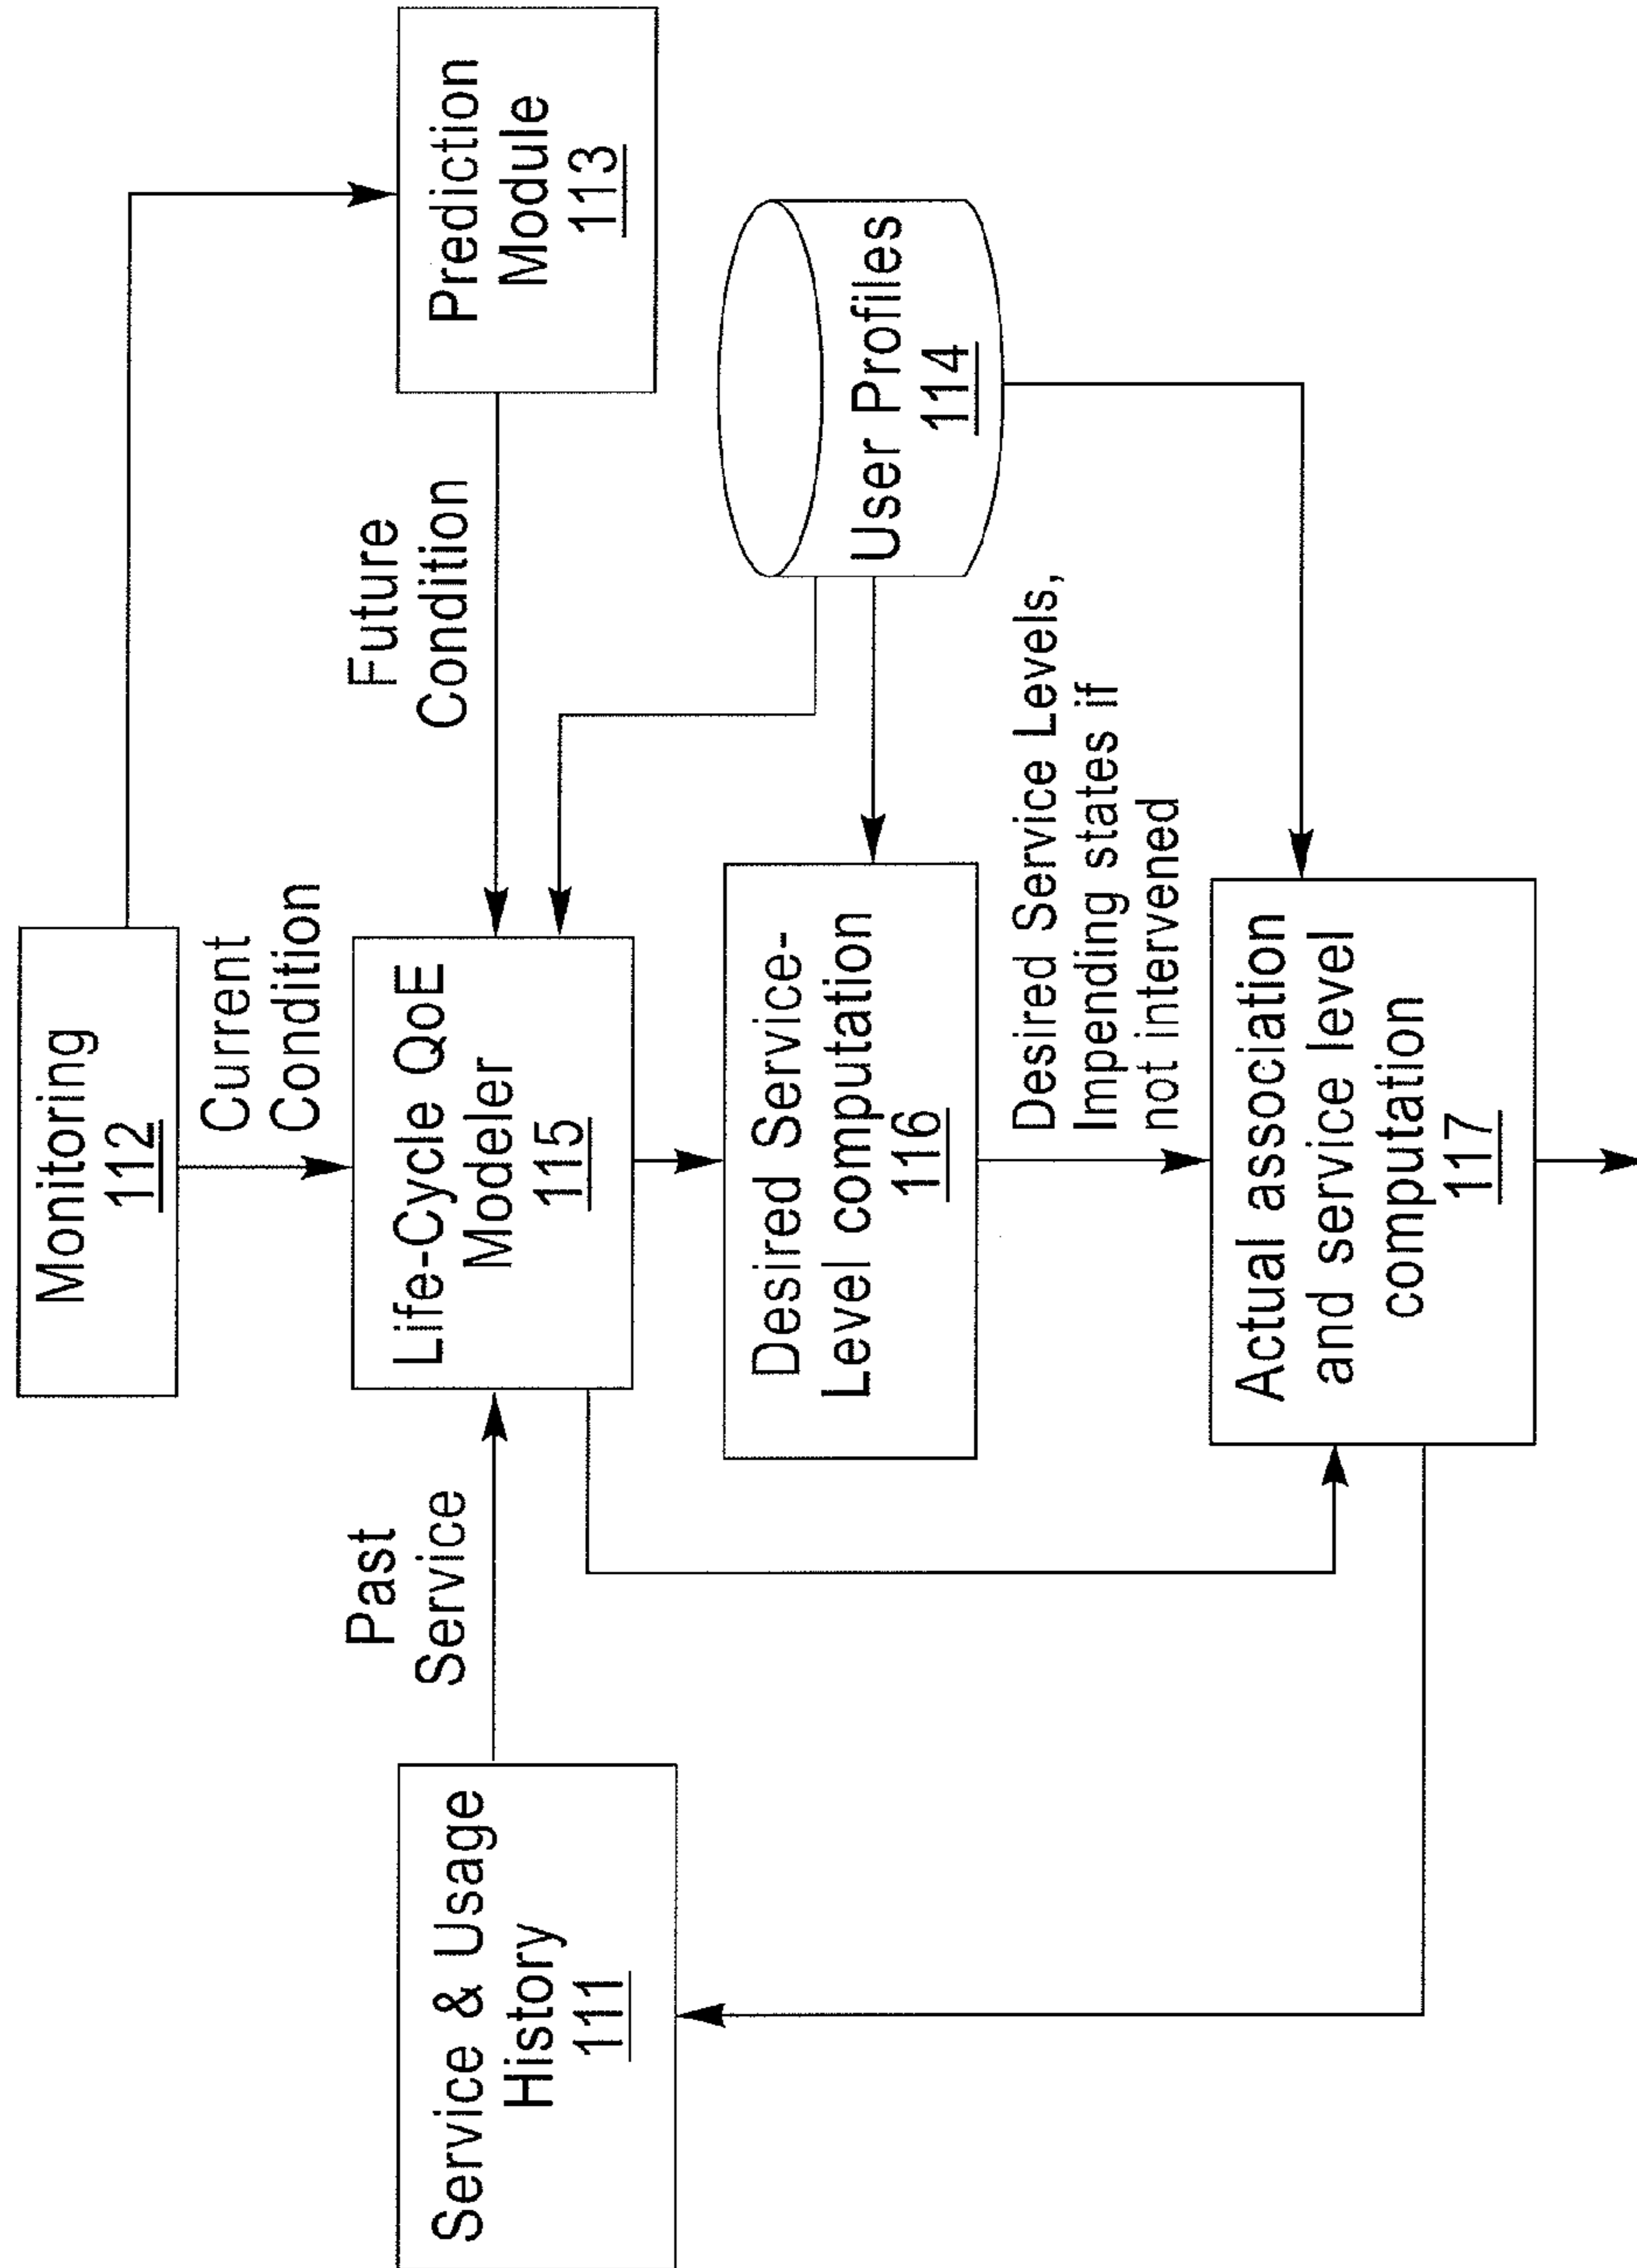 Monitoring
112
Current
Condition
Prediction
Module
113
Future
Condition
Past
Service
Service & Usage
History
111
Life-Cycle QoE
Modeler
115
User Profiles
114
Desired Service-
Level computation
116
Desired Service Levels,
Impending states if
not intervened
Actual association
and service level
computation
117